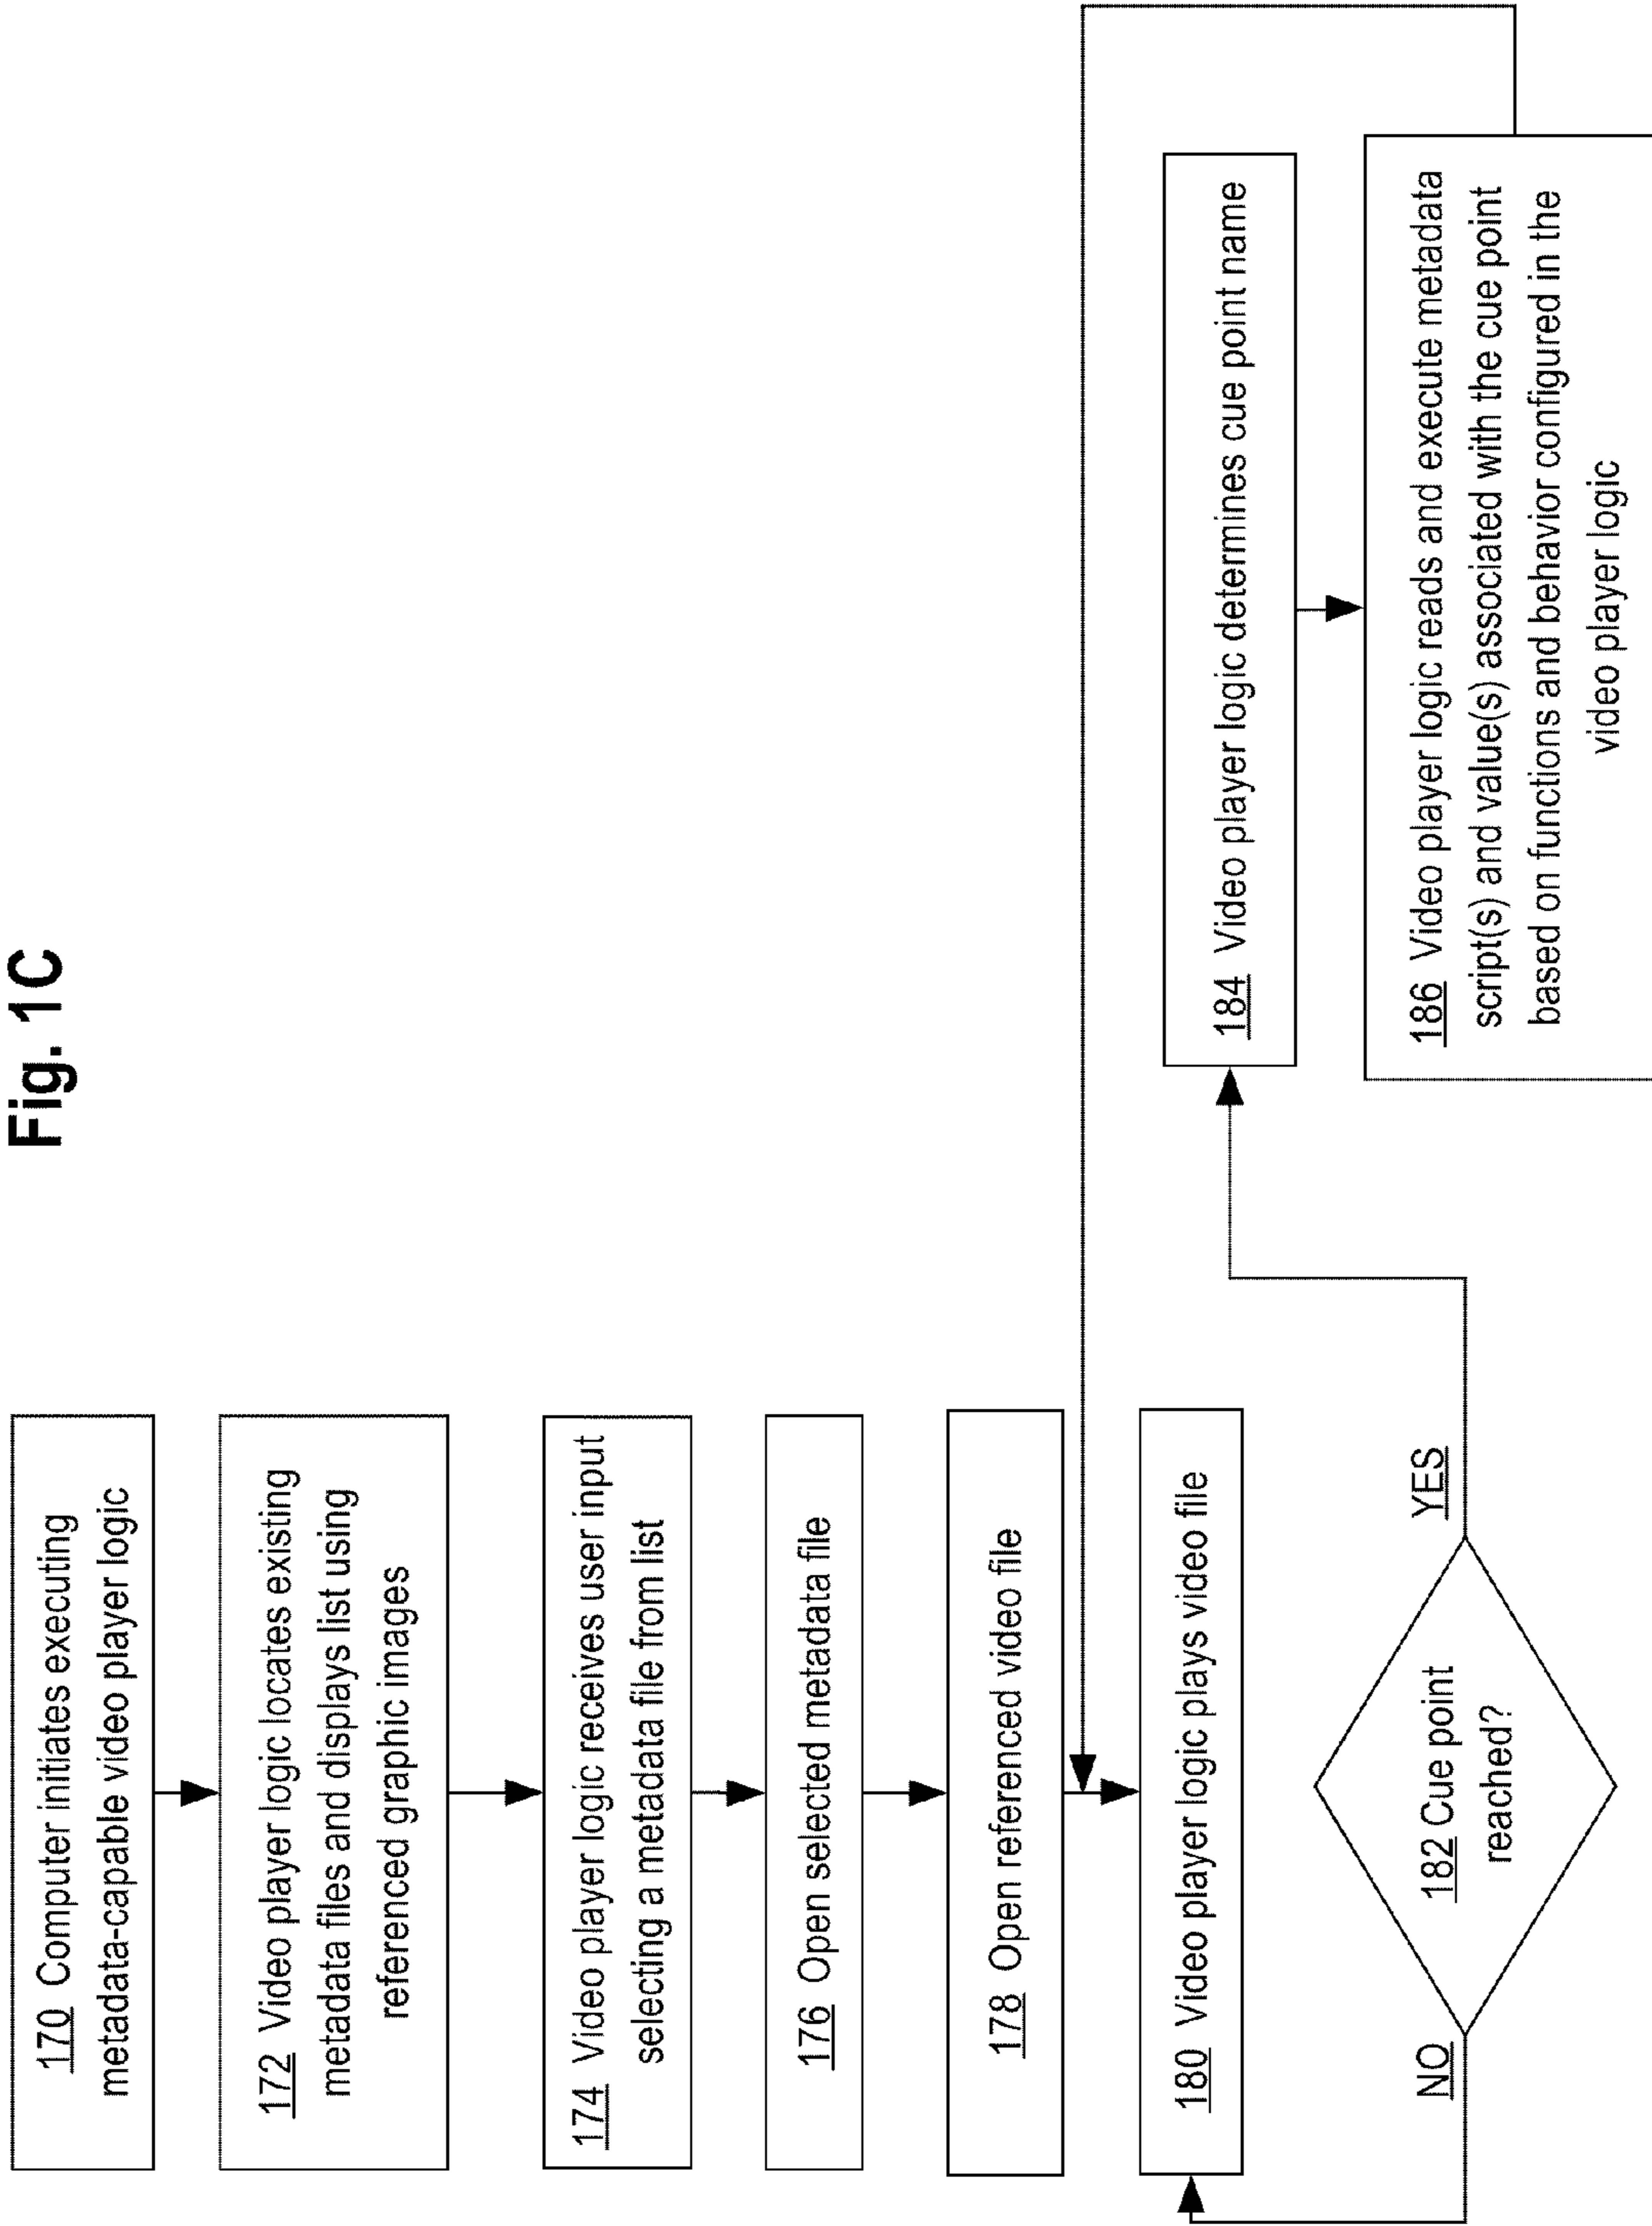 Fig. 1C
170 Computer initiates executing
metadata-capable video player logic
172 Video player logic locates existing
metadata files and displays list using
referenced graphic images
174 Video player logic receives user input
selecting a metadata file from list
176 Open selected metadata file
178 Open referenced video file
180 Video player logic plays video file
182 Cue point
reached?
NO
YES
184 Video player logic determines cue point name
186 Video player logic reads and execute metadata
script(s) and value(s) associated with the cue point
based on functions and behavior configured in the
video player logic